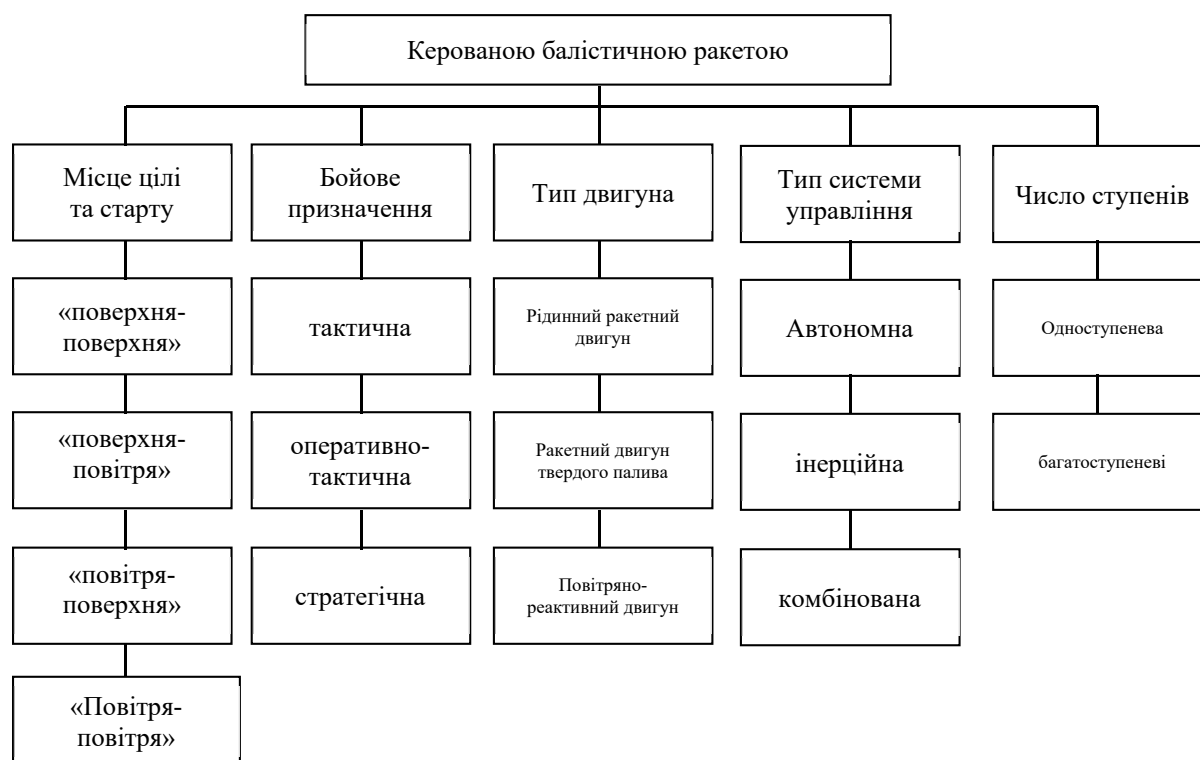 Керованою балістичною ракетою
Місце цілі
та старту
Бойове
призначення
Тип двигуна
Тип системи
управління
Число ступенів
«поверхня-
поверхня»
тактична
Рідинний ракетний
двигун
Автономна
Одноступенева
«поверхня-
повітря»
оперативно-
тактична
Ракетний двигун
твердого палива
інерційна
багатоступеневі
«повітря-
поверхня»
стратегічна
Повітряно-
реактивний двигун
комбінована
«Повітря-
повітря»